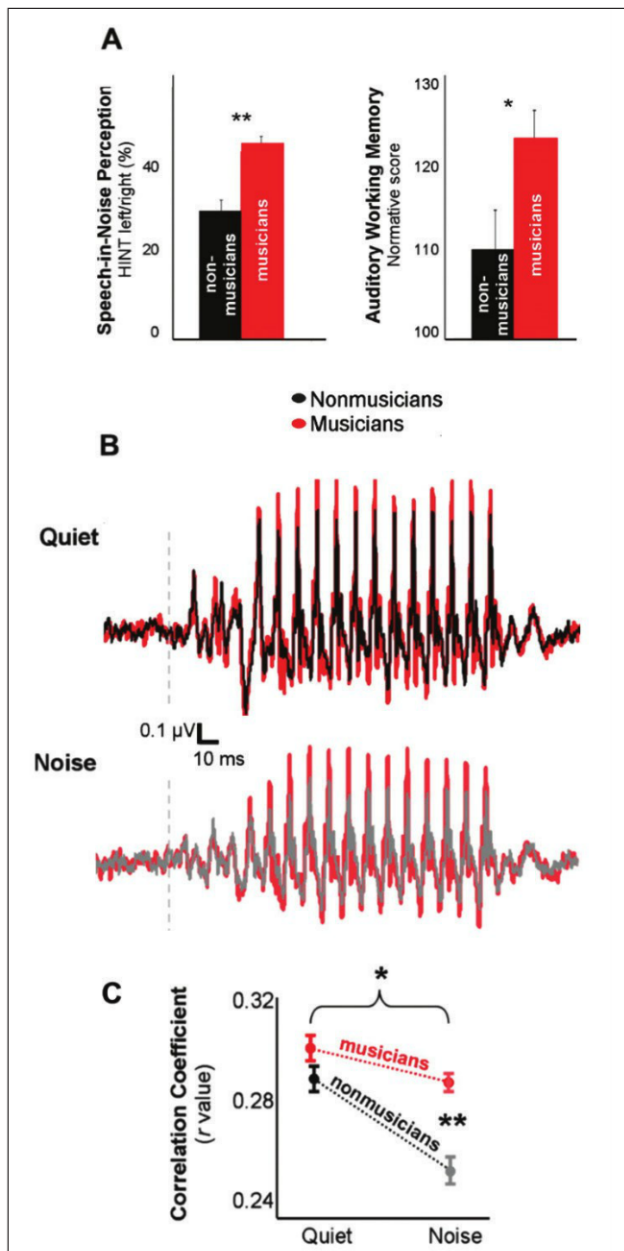 A
Speech-in-Noise Perception
HINT left/right (%)
40
20
0
**
non-
musicians
musicians
Auditory Working Memory
Normative score
130
120
110
100
*
non-
musicians
musicians
Nonmusicians
Musicians
B
Quiet
0.1 µV
10 ms
Noise
C
Correlation Coefficient
(r value)
0.32
0.28
0.24
*
musicians
nonmusicians
**
Quiet
Noise